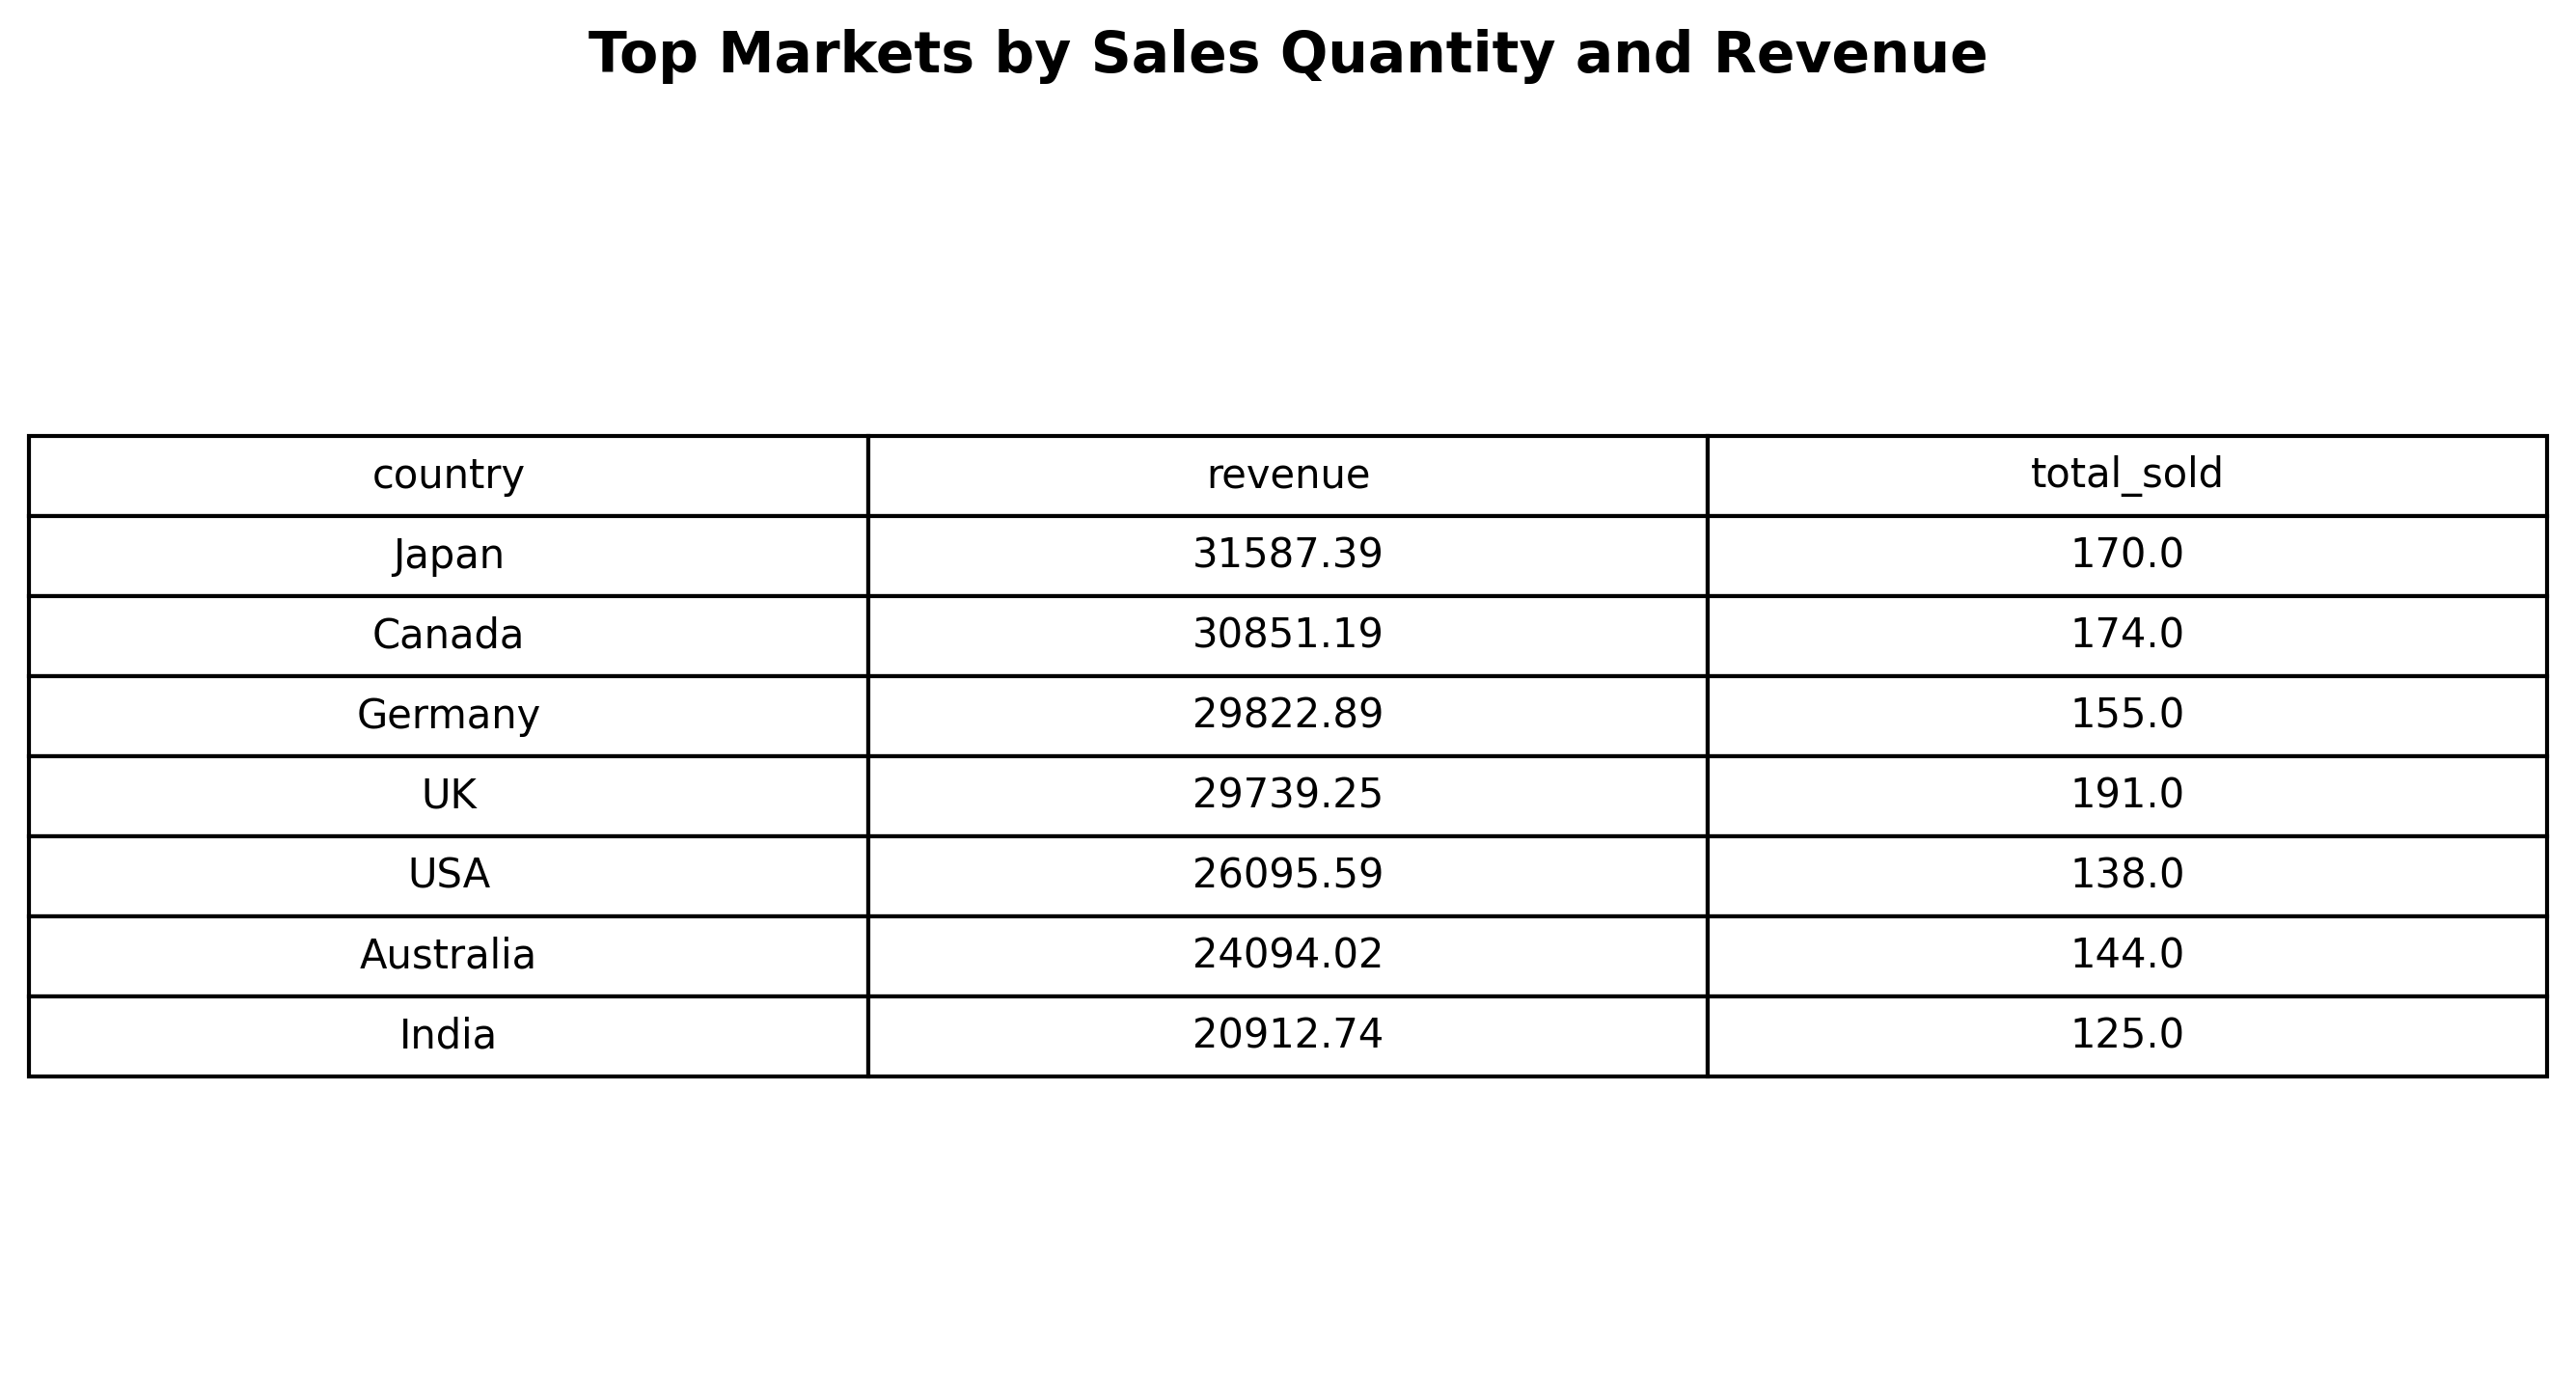 Top Markets by Sales Quantity and Revenue
country revenue total_sold
Japan 31587.39 170.0
Canada 30851.19 174.0
Germany 29822.89 155.0
UK 29739.25 191.0
USA 26095.59 138.0
Australia 24094.02 144.0
India 20912.74 125.0